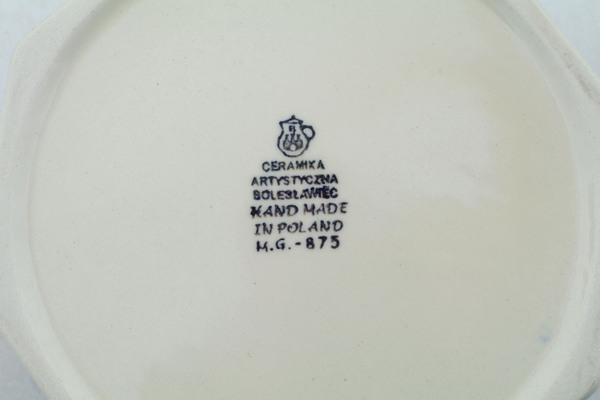 CERAMIKA
ARTYSTYCZNA
BOLESŁAWIEC
HAND MADE
IN POLAND
M.G.-875